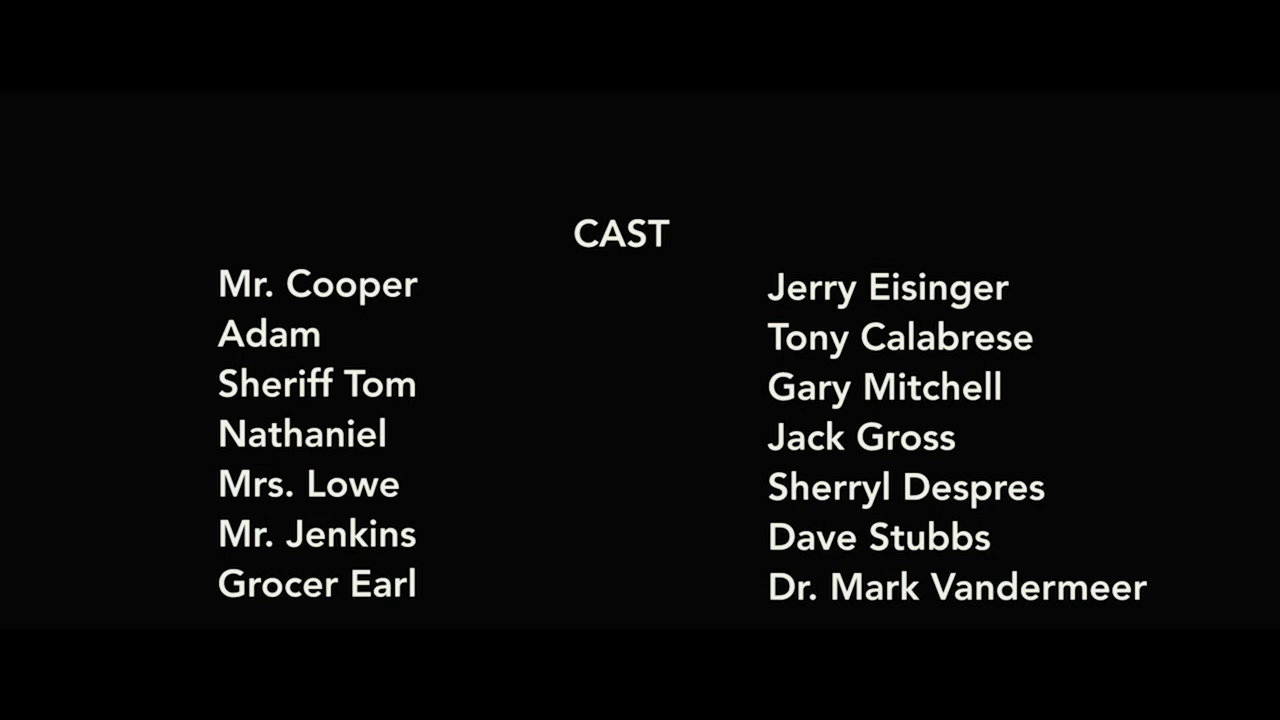 CAST
Mr. Cooper Jerry Eisinger
Adam Tony Calabrese
Sheriff Tom Gary Mitchell
Nathaniel Jack Gross
Mrs. Lowe Sherryl Despres
Mr. Jenkins Dave Stubbs
Grocer Earl Dr. Mark Vandermeer